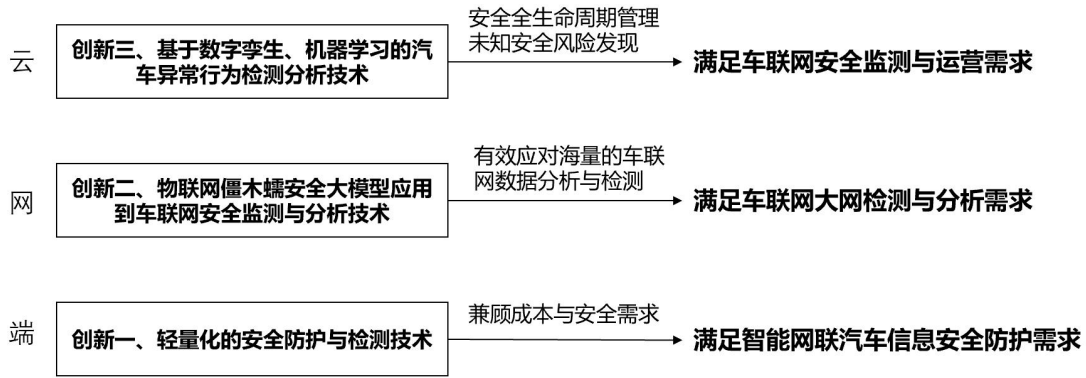 云
创新三、基于数字孪生、机器学习的汽
车异常行为检测分析技术
安全全生命周期管理
未知安全风险发现
满足车联网安全监测与运营需求
网
创新二、物联网僵木蠕安全大模型应用
到车联网安全监测与分析技术
有效应对海量的车联
网数据分析与检测
满足车联网大网检测与分析需求
端
创新一、轻量化的安全防护与检测技术
兼顾成本与安全需求
满足智能网联汽车信息安全防护需求